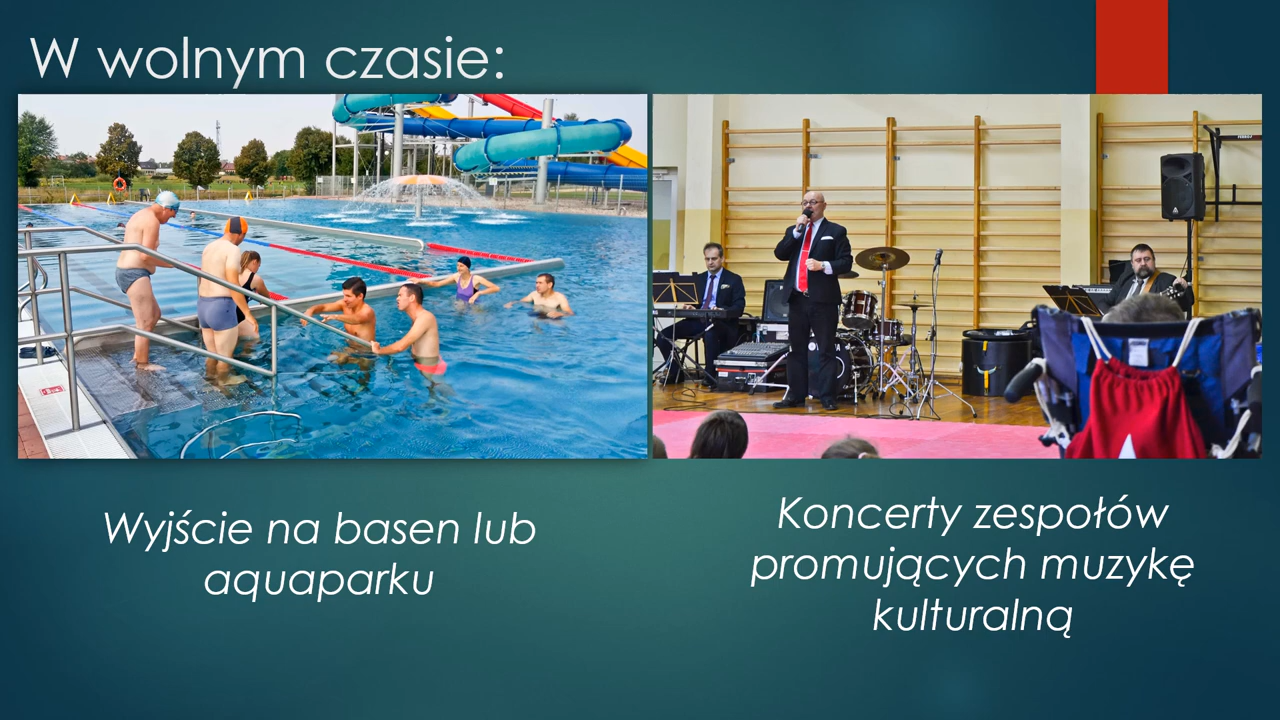 W wolnym czasie:
Wyjście na basen lub
aquaparku
Koncerty zespołów
promujących muzykę
kulturalną